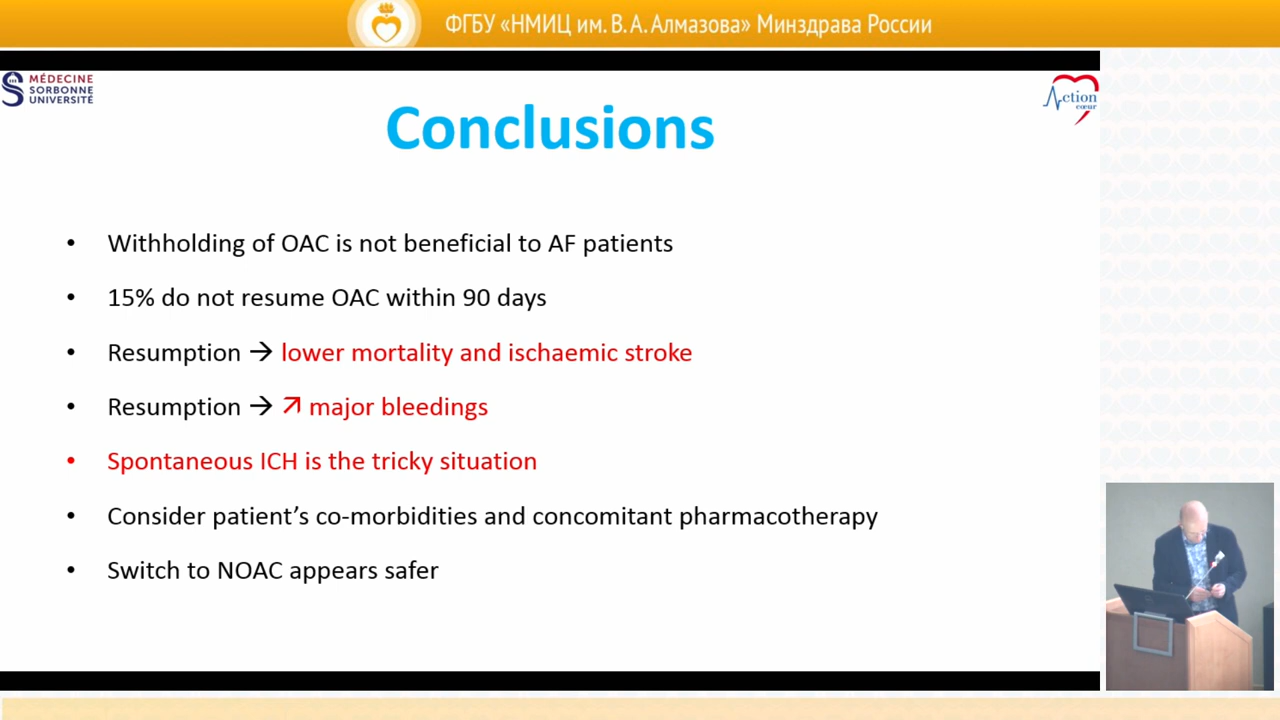 ФГБУ «НМИЦ им. В. А. Алмазова» Минздрава России
S MÉDECINE
SORBONNE
UNIVERSITÉ
Action
cœur
Conclusions
• Withholding of OAC is not beneficial to AF patients
• 15% do not resume OAC within 90 days
• Resumption → lower mortality and ischaemic stroke
• Resumption → ↗ major bleedings
• Spontaneous ICH is the tricky situation
• Consider patient’s co-morbidities and concomitant pharmacotherapy
• Switch to NOAC appears safer